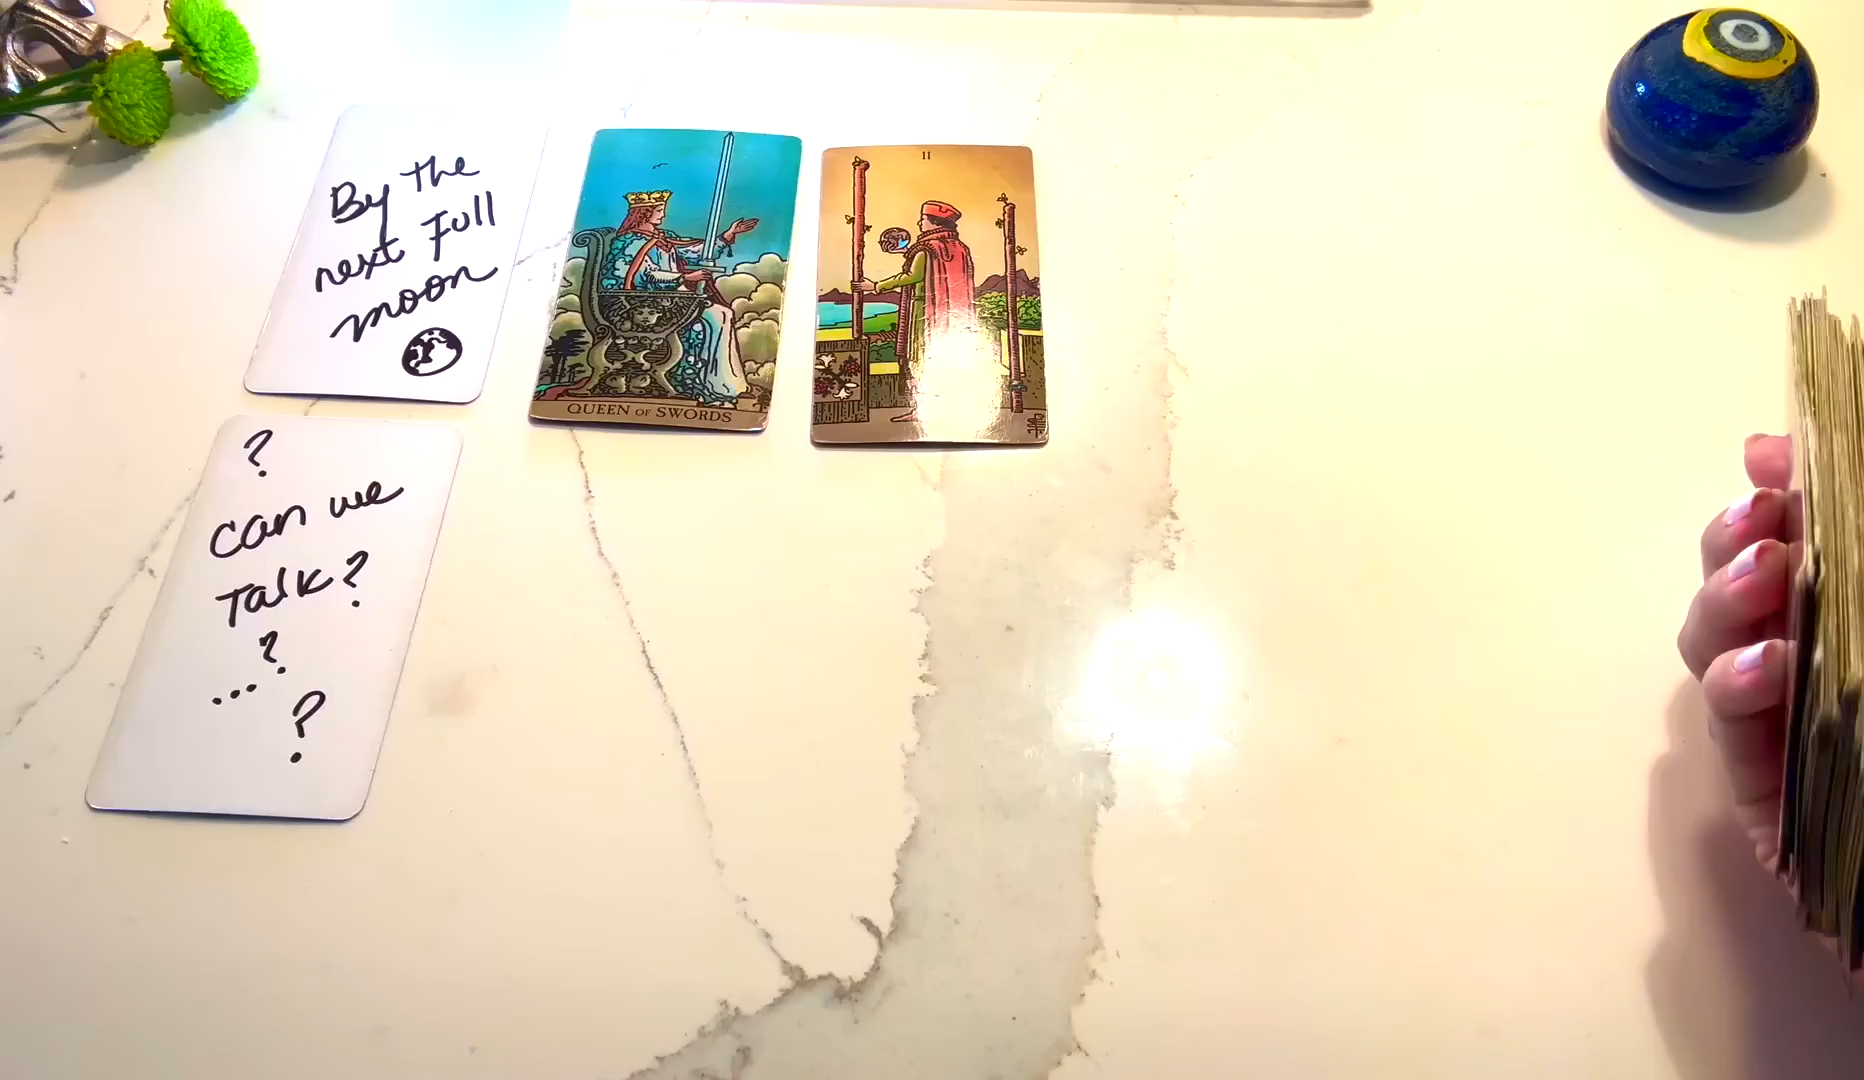 By the
next Full
moon
?
can we
Talk?
?
...
?
QUEEN OF SWORDS
II